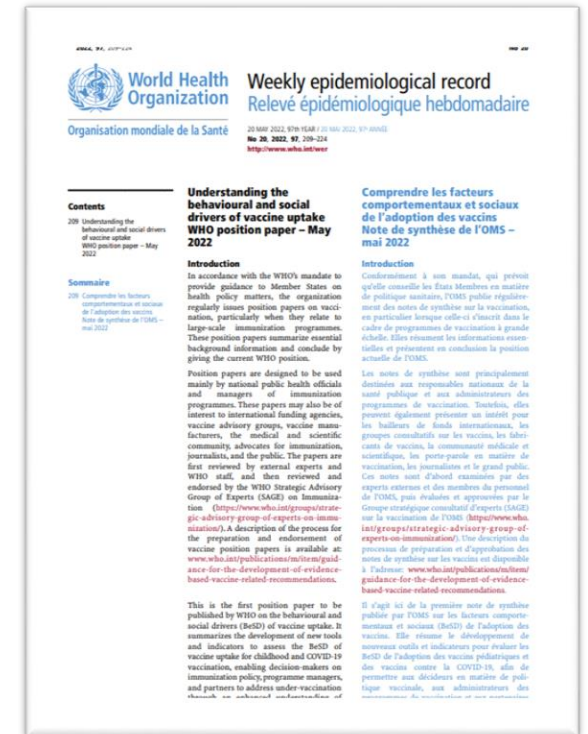 2022, 97, 209–224
No 20
World Health
Organization
Organisation mondiale de la Santé
Weekly epidemiological record
Relevé épidémiologique hebdomadaire
20 MAY 2022, 97th YEAR / 20 MAI 2022, 97e ANNÉE
No 20, 2022, 97, 209–224
http://www.who.int/wer
Contents
209 Understanding the
behavioural and social drivers
of vaccine uptake
WHO position paper – May
2022
Sommaire
209 Comprendre les facteurs
comportementaux et sociaux
de l'adoption des vaccins
Note de synthèse de l'OMS –
mai 2022
Understanding the
behavioural and social
drivers of vaccine uptake
WHO position paper – May
2022
Introduction
In accordance with the WHO's mandate to
provide guidance to Member States on
health policy matters, the organization
regularly issues position papers on vacci-
nation, particularly when they relate to
large-scale immunization programmes.
These position papers summarize essential
background information and conclude by
giving the current WHO position.
Position papers are designed to be used
mainly by national public health officials
and managers of immunization
programmes. These papers may also be of
interest to international funding agencies,
vaccine advisory groups, vaccine manu-
facturers, the medical and scientific
community, advocates for immunization,
journalists, and the public. The papers are
first reviewed by external experts and
WHO staff, and then reviewed and
endorsed by the WHO Strategic Advisory
Group of Experts (SAGE) on Immuniza-
tion (https://www.who.int/groups/strate-
gic-advisory-group-of-experts-on-immu-
nization/). A description of the process for
the preparation and endorsement of
vaccine position papers is available at:
www.who.int/publications/m/item/guid-
ance-for-the-development-of-evidence-
based-vaccine-related-recommendations.
This is the first position paper to be
published by WHO on the behavioural and
social drivers (BeSD) of vaccine uptake. It
summarizes the development of new tools
and indicators to assess the BeSD of
vaccine uptake for childhood and COVID-19
vaccination, enabling decision-makers on
immunization policy, programme managers,
and partners to address under-vaccination
through an enhanced understanding of
Comprendre les facteurs
comportementaux et sociaux
de l'adoption des vaccins
Note de synthèse de l'OMS –
mai 2022
Introduction
Conformément à son mandat, qui prévoit
qu'elle conseille les États Membres en matière
de politique sanitaire, l'OMS publie régulière-
ment des notes de synthèse sur la vaccination,
en particulier lorsque celle-ci s'inscrit dans le
cadre de programmes de vaccination à grande
échelle. Elles résument les informations essen-
tielles et présentent en conclusion la position
actuelle de l'OMS.
Les notes de synthèse sont principalement
destinées aux responsables nationaux de la
santé publique et aux administrateurs des
programmes de vaccination. Toutefois, elles
peuvent également présenter un intérêt pour
les bailleurs de fonds internationaux, les
groupes consultatifs sur les vaccins, les fabri-
cants de vaccins, la communauté médicale et
scientifique, les porte-parole en matière de
vaccination, les journalistes et le grand public.
Ces notes sont d'abord examinées par des
experts externes et des membres du personnel
de l'OMS, puis évaluées et approuvées par le
Groupe stratégique consultatif d'experts (SAGE)
sur la vaccination de l'OMS (https://www.who.
int/groups/strategic-advisory-group-of-
experts-on-immunization/). Une description du
processus de préparation et d'approbation des
notes de synthèse sur les vaccins est disponible
à l'adresse: www.who.int/publications/m/item/
guidance-for-the-development-of-evidence-
based-vaccine-related-recommendations.
Il s'agit ici de la première note de synthèse
publiée par l'OMS sur les facteurs comporte-
mentaux et sociaux (BeSD) de l'adoption des
vaccins. Elle résume le développement de
nouveaux outils et indicateurs pour évaluer les
BeSD de l'adoption des vaccins pédiatriques et
des vaccins contre la COVID-19, afin de
permettre aux décideurs en matière de poli-
tique vaccinale, aux administrateurs des
programmes de vaccination et aux partenaires